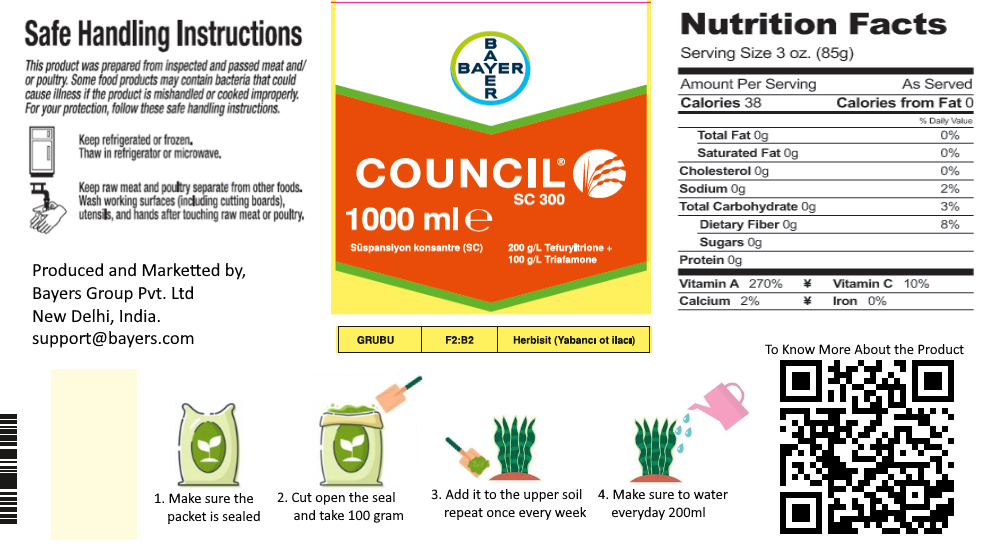 Safe Handling Instructions
This product was prepared from inspected and passed meat and/
or poultry. Some food products may contain bacteria that could
cause illness if the product is mishandled or cooked improperly.
For your protection, follow these safe handling instructions.
Keep refrigerated or frozen.
Thaw in refrigerator or microwave.
Keep raw meat and poultry separate from other foods.
Wash working surfaces (including cutting boards),
utensils, and hands after touching raw meat or poultry.
Produced and Marketted by,
Bayers Group Pvt. Ltd
New Delhi, India.
support@bayers.com
BAYER
BAYER
COUNCIL®
SC 300
1000 ml ℮
Süspansiyon konsantre (SC)
200 g/L Tefuryltrione +
100 g/L Triafamone
GRUBU F2:B2 Herbisit (Yabancı ot ilacı)
Nutrition Facts
Serving Size 3 oz. (85g)
Amount Per Serving As Served
Calories 38 Calories from Fat 0
% Daily Value
Total Fat 0g 0%
Saturated Fat 0g 0%
Cholesterol 0g 0%
Sodium 0g 2%
Total Carbohydrate 0g 3%
Dietary Fiber 0g 8%
Sugars 0g
Protein 0g
Vitamin A 270% ¥ Vitamin C 10%
Calcium 2% ¥ Iron 0%
To Know More About the Product
1. Make sure the
packet is sealed
2. Cut open the seal
and take 100 gram
3. Add it to the upper soil
repeat once every week
4. Make sure to water
everyday 200ml